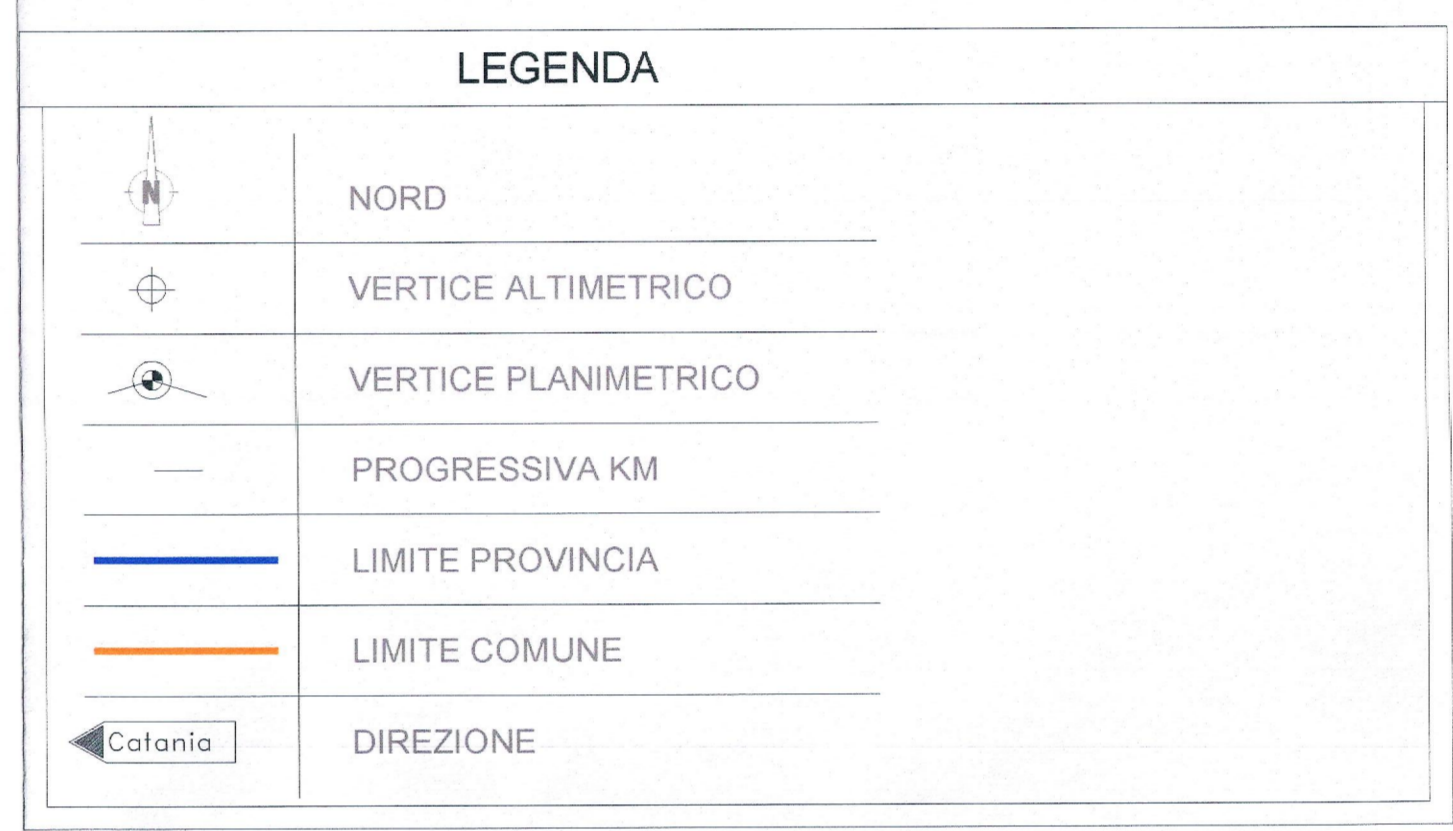 LEGENDA
N
NORD
VERTICE ALTIMETRICO
VERTICE PLANIMETRICO
PROGRESSIVA KM
LIMITE PROVINCIA
LIMITE COMUNE
Catania
DIREZIONE